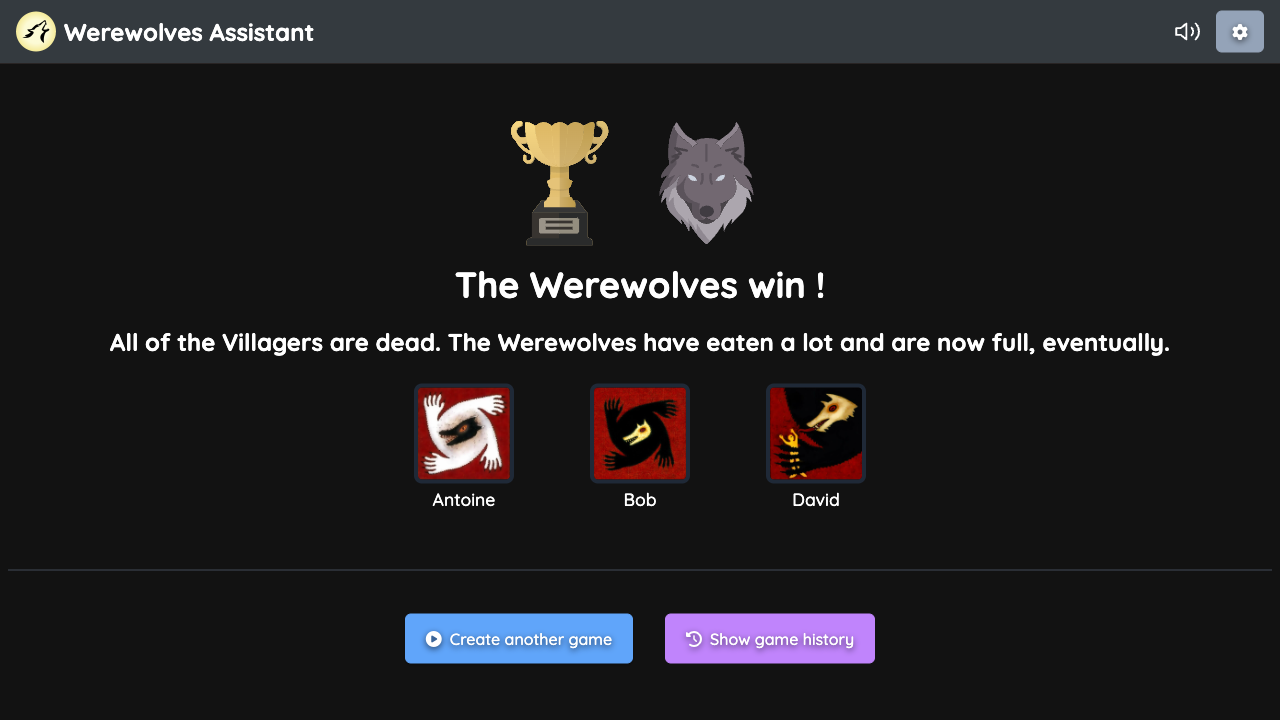 Werewolves Assistant
The Werewolves win !
All of the Villagers are dead. The Werewolves have eaten a lot and are now full, eventually.
Antoine
Bob
David
Create another game
Show game history